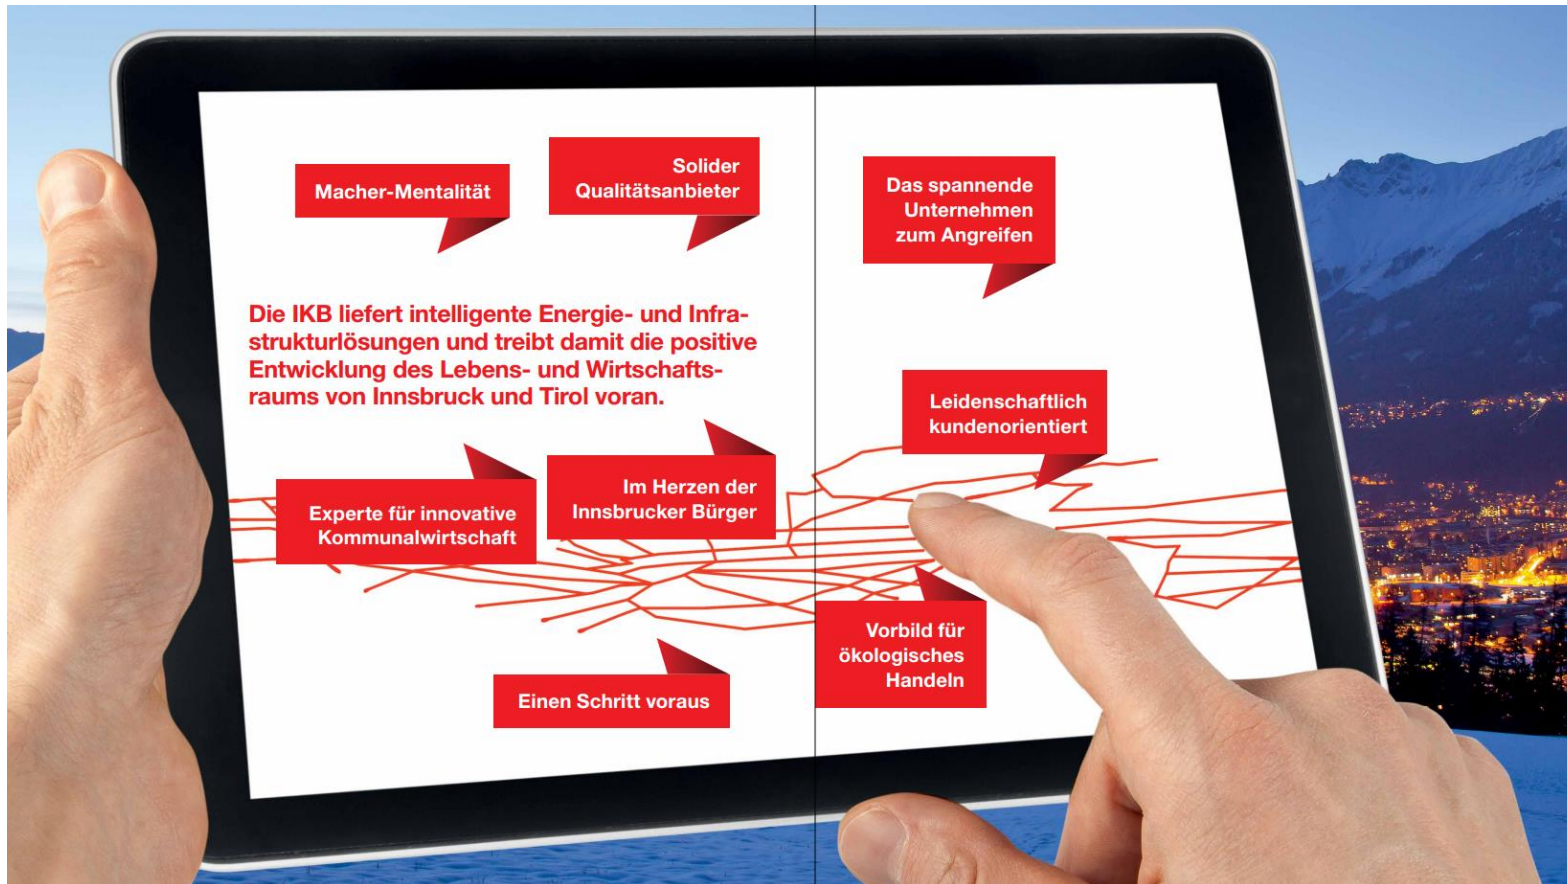 Macher-Mentalität
Solider
Qualitätsanbieter
Das spannende
Unternehmen
zum Angreifen
Die IKB liefert intelligente Energie- und Infra-
strukturlösungen und treibt damit die positive
Entwicklung des Lebens- und Wirtschafts-
raums von Innsbruck und Tirol voran.
Leidenschaftlich
kundenorientiert
Experte für innovative
Kommunalwirtschaft
Im Herzen der
Innsbrucker Bürger
Vorbild für
ökologisches
Handeln
Einen Schritt voraus